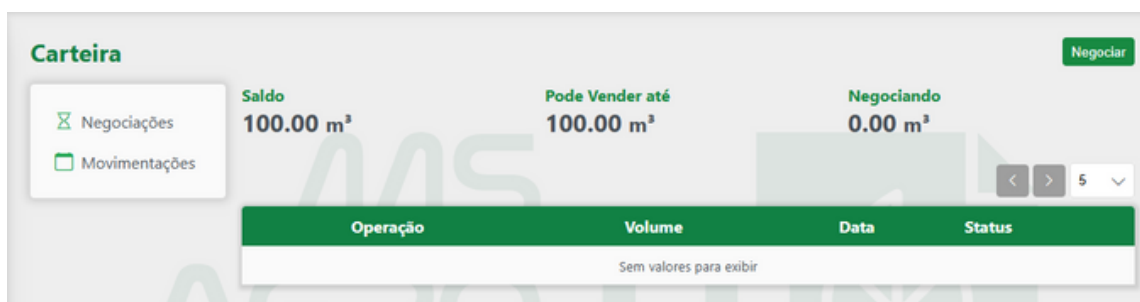 Carteira
Negociar
Negociações
Movimentações
Saldo Pode Vender até Negociando
100.00 m³ 100.00 m³ 0.00 m³
5
Operação Volume Data Status
Sem valores para exibir
MS